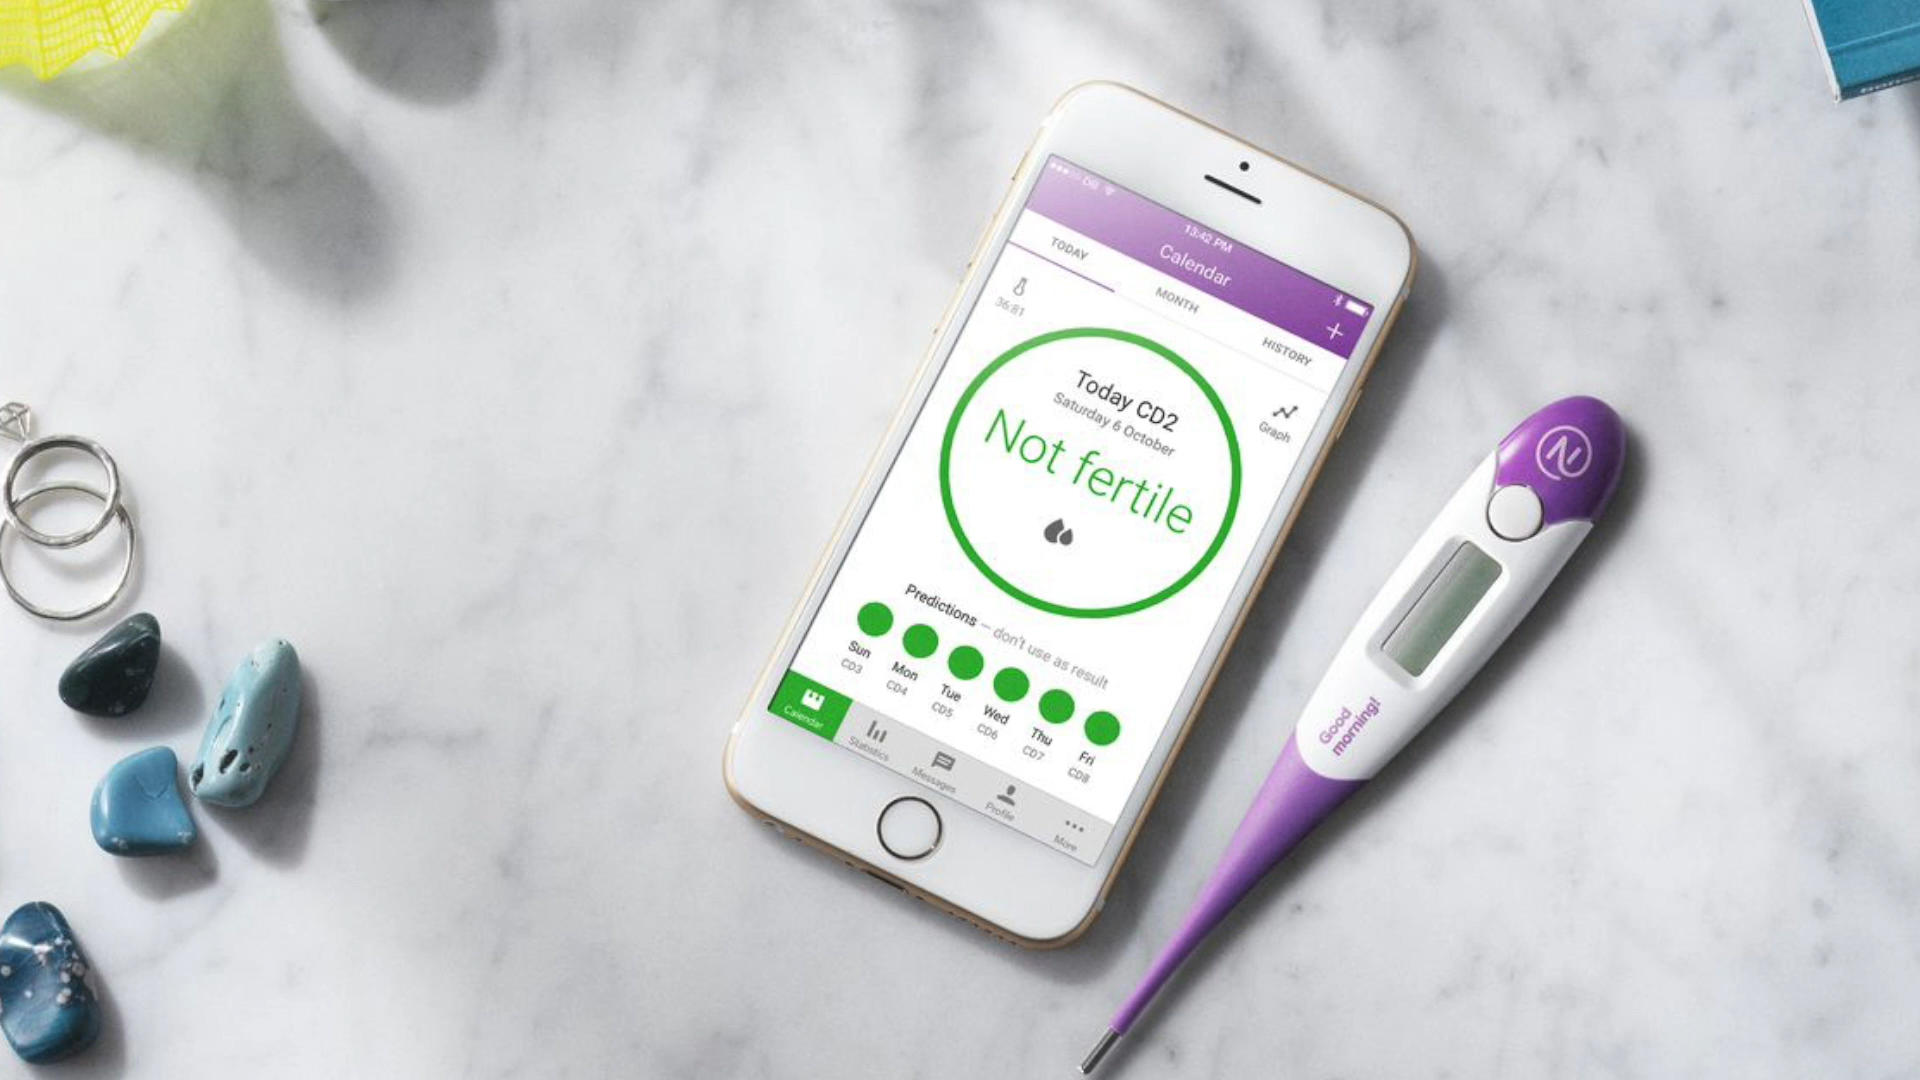 13:42 PM
Calendar
+
TODAY
MONTH
HISTORY
36.81
Graph
Today CD2
Saturday 6 October
Not fertile
Predictions – don't use as result
Sun Mon Tue Wed Thu Fri
CD3 CD4 CD5 CD6 CD7 CD8
Calendar Statistics Messages Profile More
N
Good
morning!